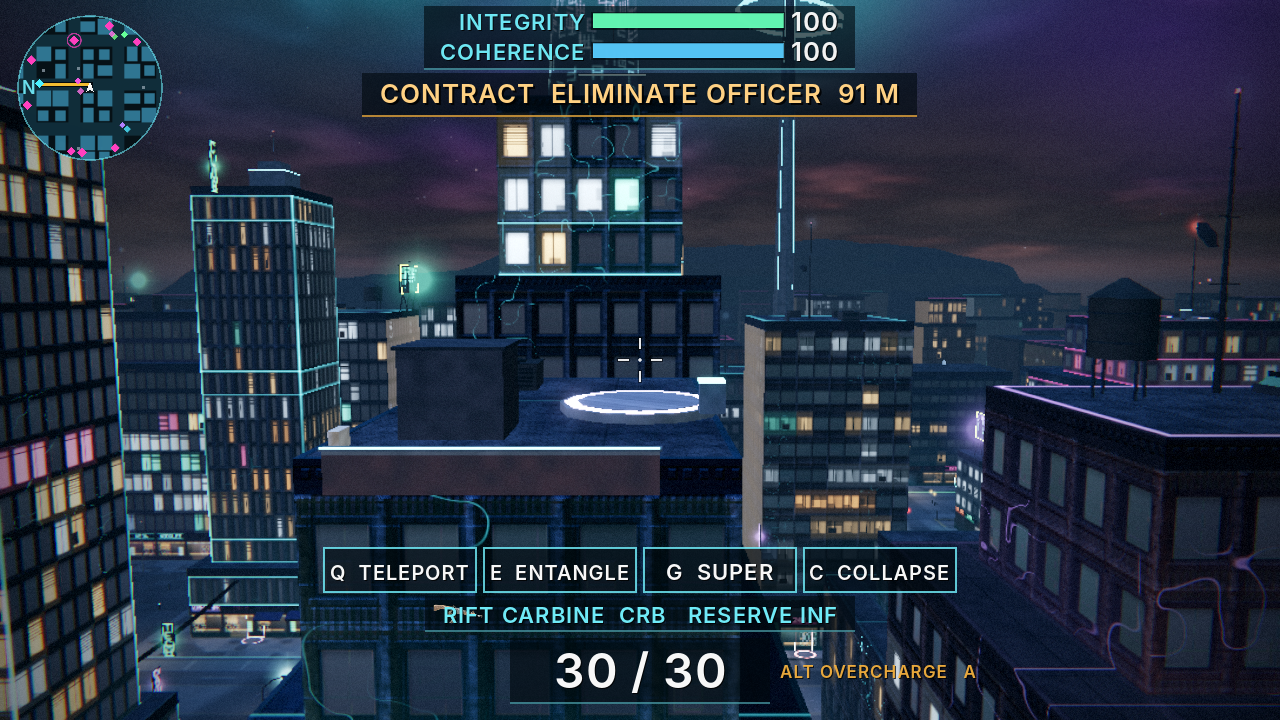 INTEGRITY 100
COHERENCE 100
CONTRACT ELIMINATE OFFICER 91 M
N
Q TELEPORT E ENTANGLE G SUPER C COLLAPSE
RIFT CARBINE CRB RESERVE INF
30 / 30
ALT OVERCHARGE A